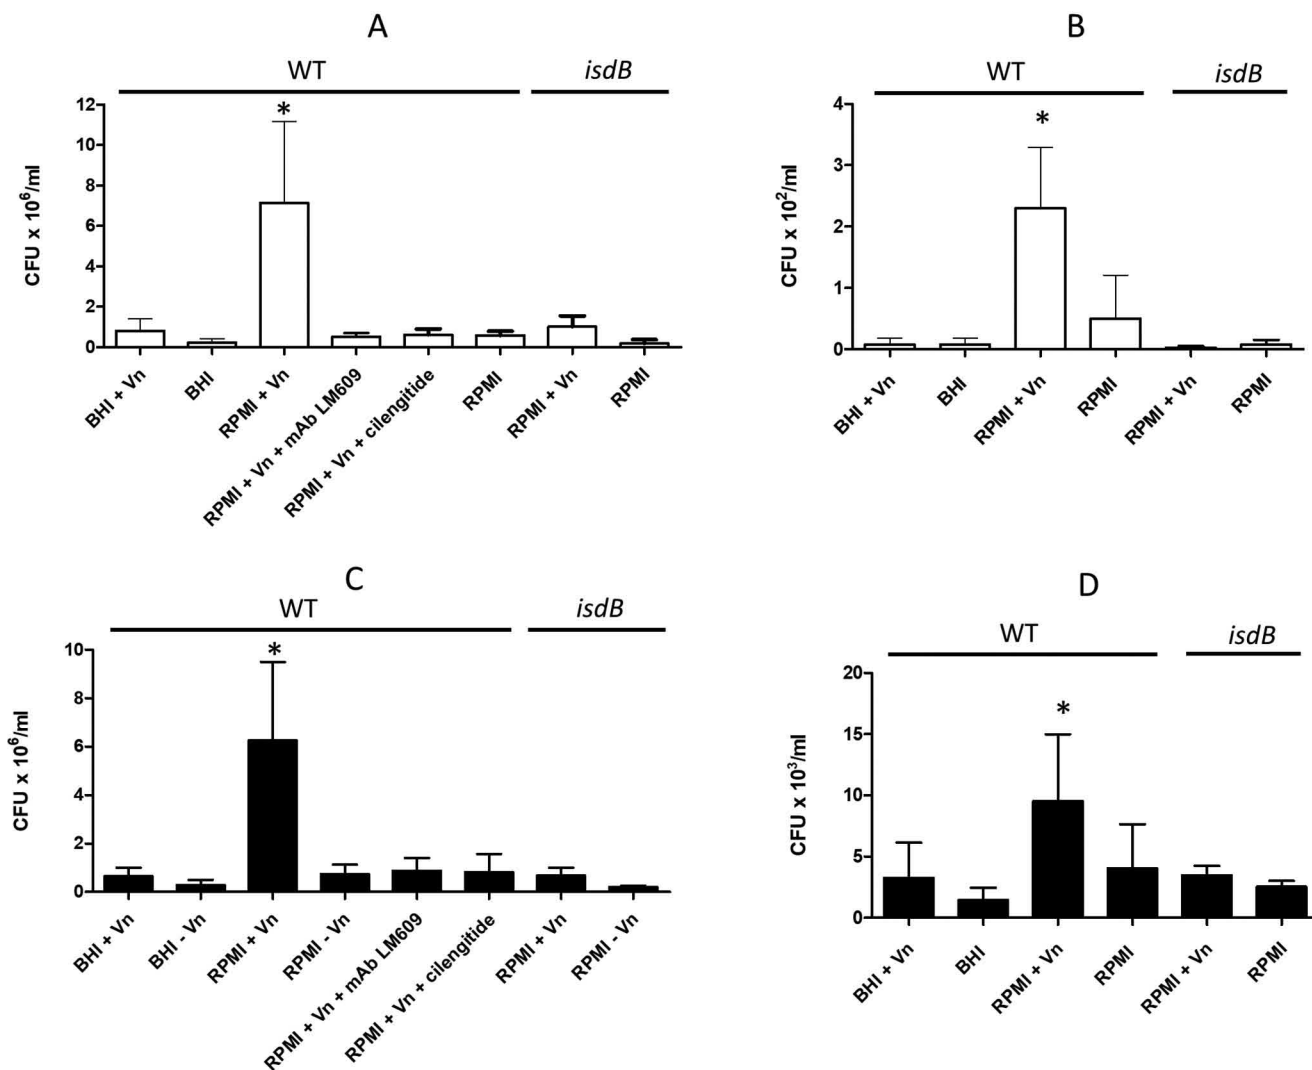 A
WT
isdB
CFU x 10⁶/ml
12
10
8
6
4
2
0
*
BHI + Vn
BHI
RPMI + Vn
RPMI + Vn + mAb LM609
RPMI + Vn + cilengitide
RPMI
RPMI + Vn
RPMI
B
WT
isdB
CFU x 10²/ml
4
3
2
1
0
*
BHI + Vn
BHI
RPMI + Vn
RPMI
RPMI + Vn
RPMI
C
WT
isdB
CFU x 10⁶/ml
10
8
6
4
2
0
*
BHI + Vn
BHI - Vn
RPMI + Vn
RPMI - Vn
RPMI + Vn + mAb LM609
RPMI + Vn + cilengitide
RPMI + Vn
RPMI - Vn
D
WT
isdB
CFU x 10³/ml
20
15
10
5
0
*
BHI + Vn
BHI
RPMI + Vn
RPMI
RPMI + Vn
RPMI